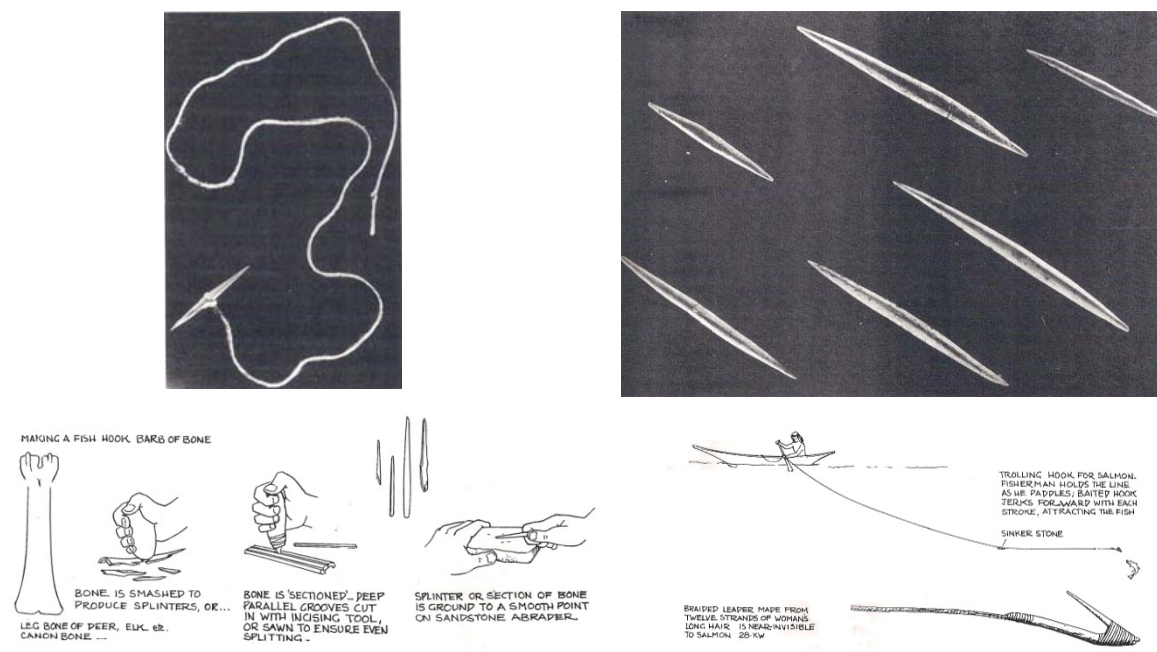 MAKING A FISH HOOK BARB OF BONE
LEG BONE OF DEER, ELK etc.
CANON BONE ...
BONE IS SMASHED TO
PRODUCE SPLINTERS, OR...
BONE IS 'SECTIONED' - DEEP
PARALLEL GROOVES CUT
IN WITH INCISING TOOL,
OR SAWN TO ENSURE EVEN
SPLITTING -
SPLINTER OR SECTION OF BONE
IS GROUND TO A SMOOTH POINT
ON SANDSTONE ABRADER
TROLLING HOOK FOR SALMON.
FISHERMAN HOLDS THE LINE
AS HE PADDLES; BAITED HOOK
JERKS FORWARD WITH EACH
STROKE, ATTRACTING THE FISH
SINKER STONE
BRAIDED LEADER MADE FROM
TWELVE STRANDS OF WOMANS
LONG HAIR IS NEAR-INVISIBLE
TO SALMON 28-KW